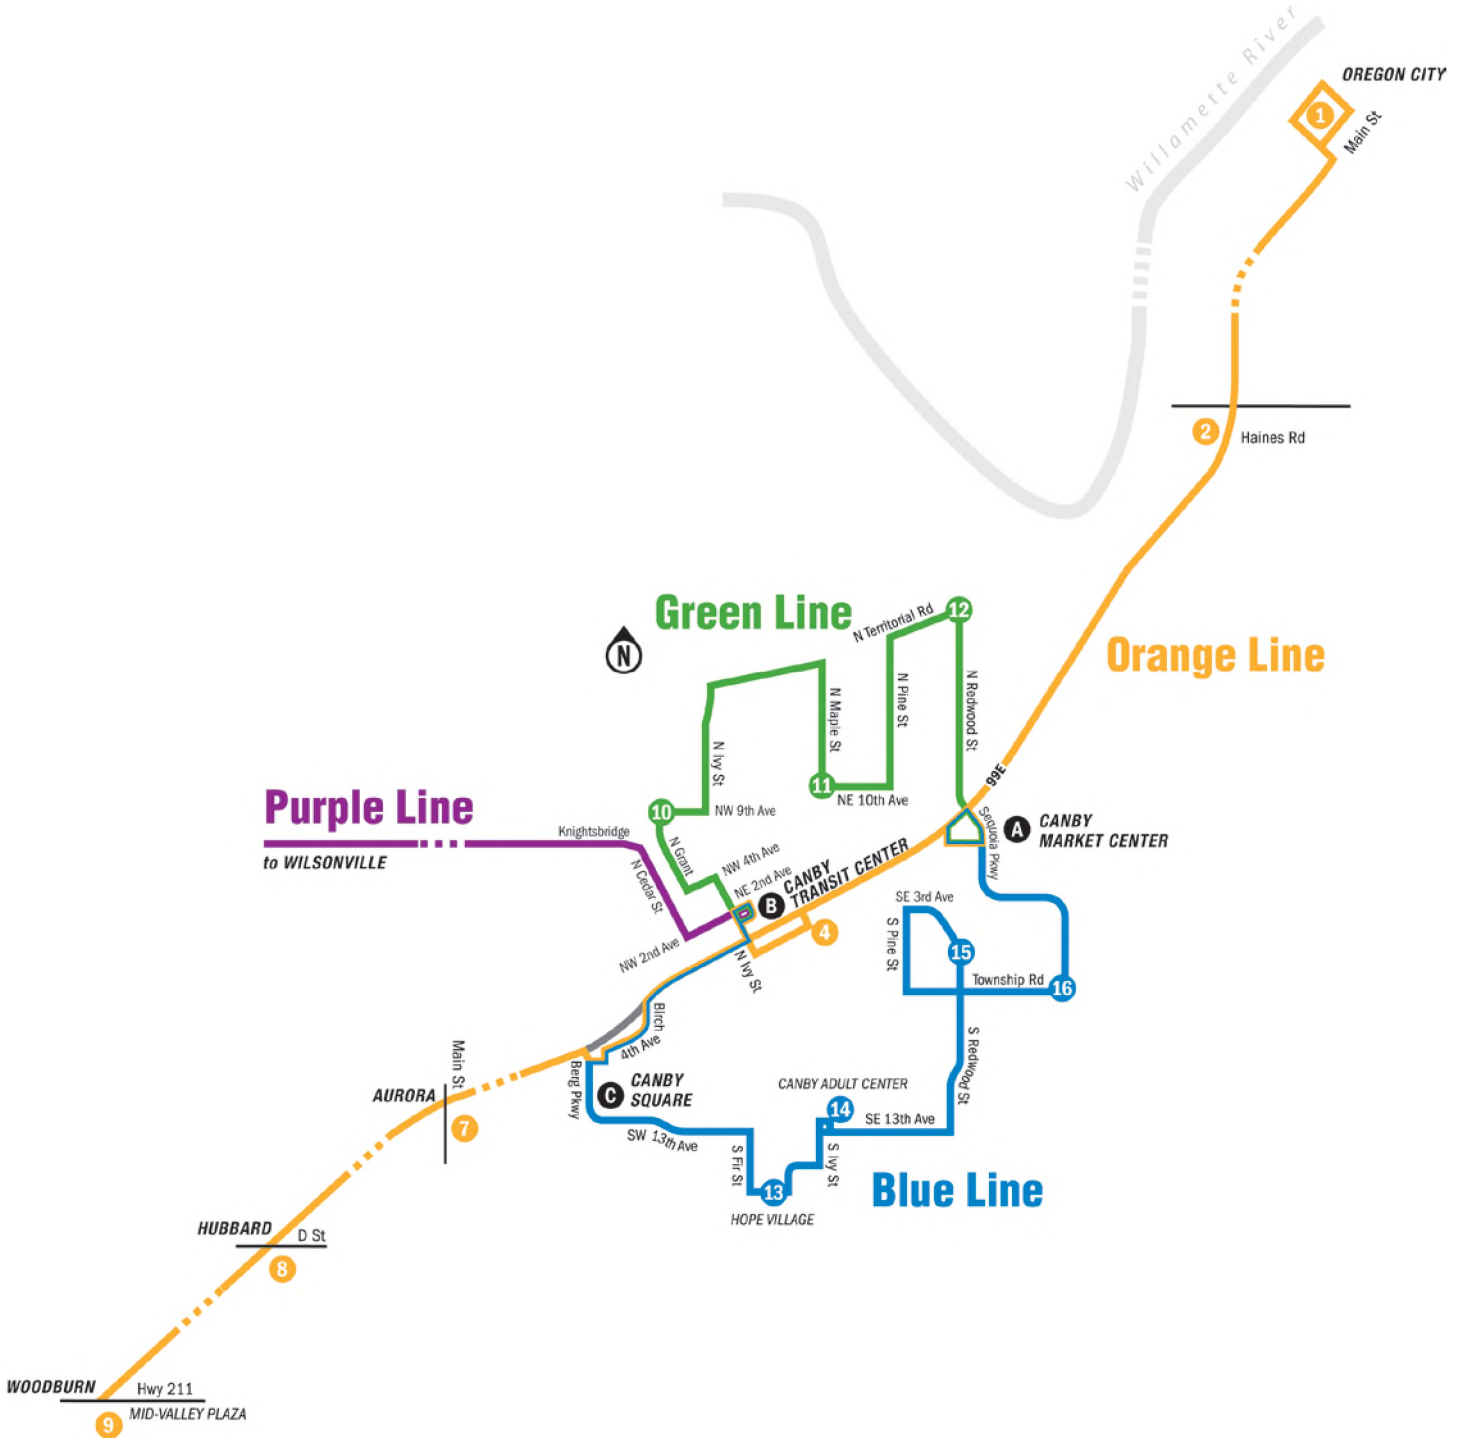 Willamette River
OREGON CITY
1
Main St
2
Haines Rd
Green Line
N
N Territorial Rd
12
Orange Line
N Ivy St
N Maple St
N Pine St
N Redwood St
99E
Purple Line
to WILSONVILLE
Knightsbridge
10
NW 9th Ave
11
NE 10th Ave
Sequoia Pkwy
A
CANBY
MARKET CENTER
N Cedar St
N Grant
NW 4th Ave
NE 2nd Ave
B
CANBY
TRANSIT CENTER
NW 2nd Ave
4
N Ivy St
SE 3rd Ave
S Pine St
15
Township Rd
16
Birch
4th Ave
Main St
AURORA
7
Berg Pkwy
C
CANBY
SQUARE
S Redwood St
CANBY ADULT CENTER
14
SE 13th Ave
SW 13th Ave
S Fir St
S Ivy St
13
HOPE VILLAGE
Blue Line
HUBBARD
D St
8
WOODBURN
Hwy 211
9
MID-VALLEY PLAZA